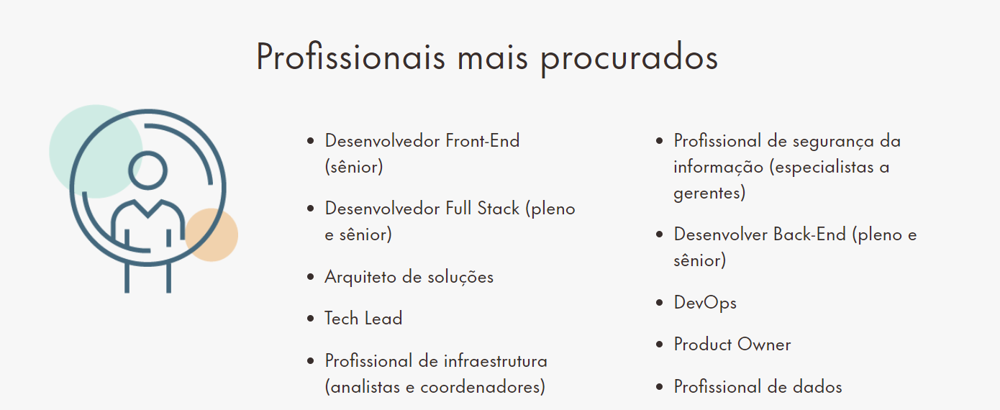 Profissionais mais procurados
• Desenvolvedor Front-End
(sênior)
• Desenvolvedor Full Stack (pleno
e sênior)
• Arquiteto de soluções
• Tech Lead
• Profissional de infraestrutura
(analistas e coordenadores)
• Profissional de segurança da
informação (especialistas a
gerentes)
• Desenvolver Back-End (pleno e
sênior)
• DevOps
• Product Owner
• Profissional de dados